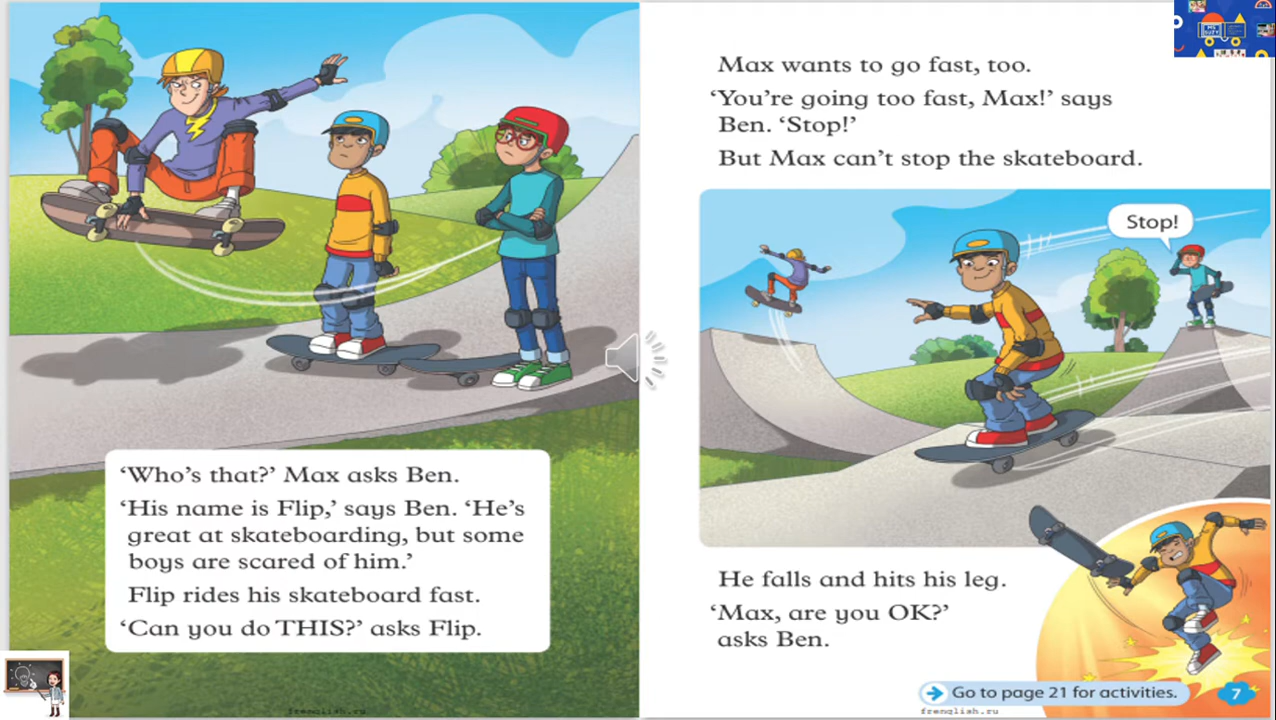 ‘Who’s that?’ Max asks Ben.
‘His name is Flip,’ says Ben. ‘He’s
great at skateboarding, but some
boys are scared of him.’
Flip rides his skateboard fast.
‘Can you do THIS?’ asks Flip.
frenglish.ru
Max wants to go fast, too.
‘You’re going too fast, Max!’ says
Ben. ‘Stop!’
But Max can’t stop the skateboard.
Stop!
He falls and hits his leg.
‘Max, are you OK?’
asks Ben.
Go to page 21 for activities.
7
frenglish.ru